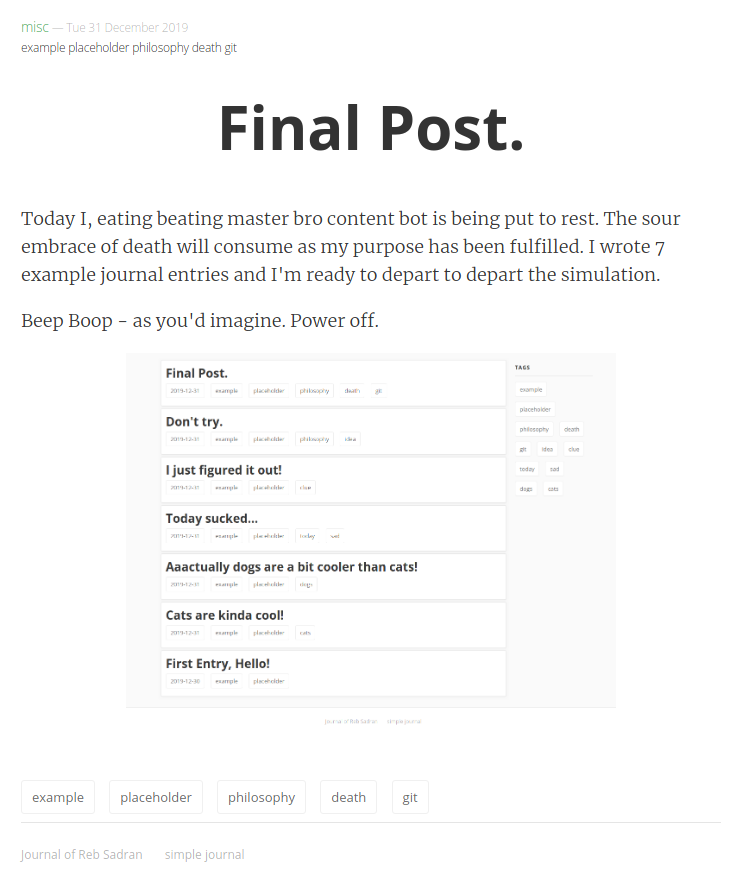 misc — Tue 31 December 2019
example placeholder philosophy death git
Final Post.
Today I, eating beating master bro content bot is being put to rest. The sour
embrace of death will consume as my purpose has been fulfilled. I wrote 7
example journal entries and I'm ready to depart to depart the simulation.
Beep Boop - as you'd imagine. Power off.
Final Post.
2019-12-31 example placeholder philosophy death git
Don't try.
2019-12-31 example placeholder philosophy idea
I just figured it out!
2019-12-31 example placeholder clue
Today sucked...
2019-12-31 example placeholder today sad
Aaactually dogs are a bit cooler than cats!
2019-12-31 example placeholder dogs
Cats are kinda cool!
2019-12-31 example placeholder cats
First Entry, Hello!
2019-12-30 example placeholder
TAGS
example
placeholder
philosophy death
git idea clue
today sad
dogs cats
Journal of Reb Sadran simple journal
example placeholder philosophy death git
Journal of Reb Sadran simple journal